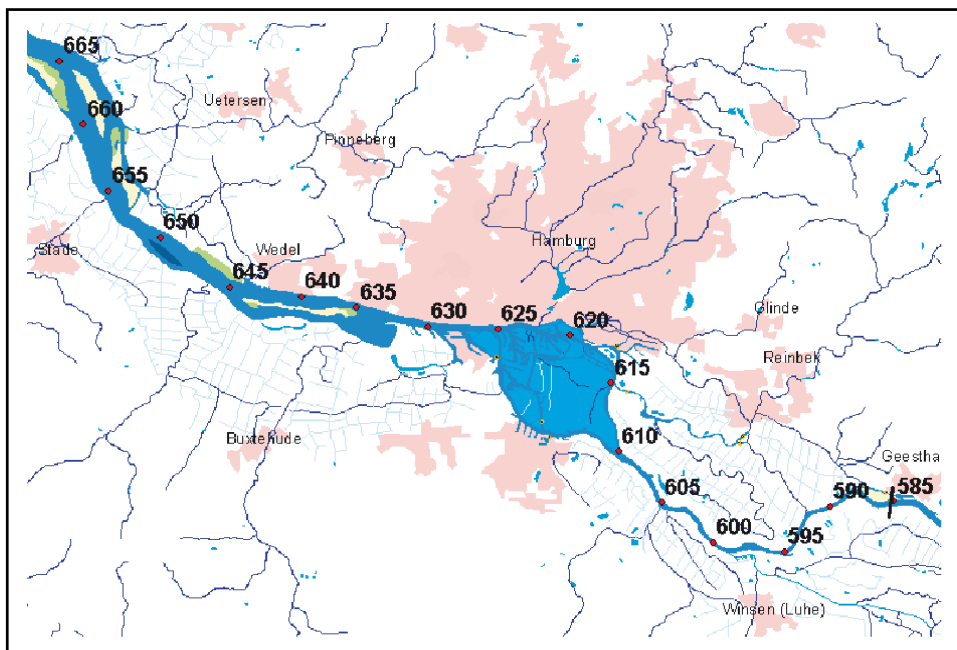 665
Uetersen
660
Pinneberg
655
650
Stade
Wedel
Hamburg
645
640
635
630
625
620
Glinde
Reinbek
615
Buxtehude
610
Geestha
605
590
585
600
595
Winsen (Luhe)